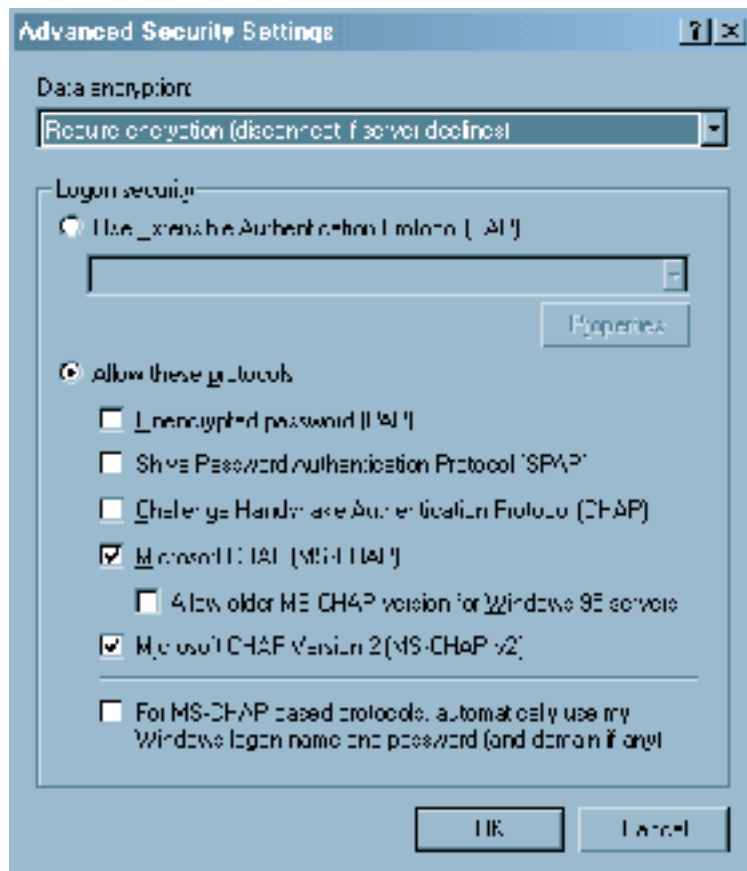 Advanced Security Settings
Data encryption:
Require encryption (disconnect if server declines)
Logon security
Use Extensible Authentication Protocol (EAP)
Properties
Allow these protocols
Unencrypted password (PAP)
Shiva Password Authentication Protocol (SPAP)
Challenge Handshake Authentication Protocol (CHAP)
Microsoft CHAP (MS-CHAP)
Allow older MS-CHAP version for Windows 95 servers
Microsoft CHAP Version 2 (MS-CHAP v2)
For MS-CHAP based protocols, automatically use my
Windows logon name and password (and domain if any)
OK
Cancel